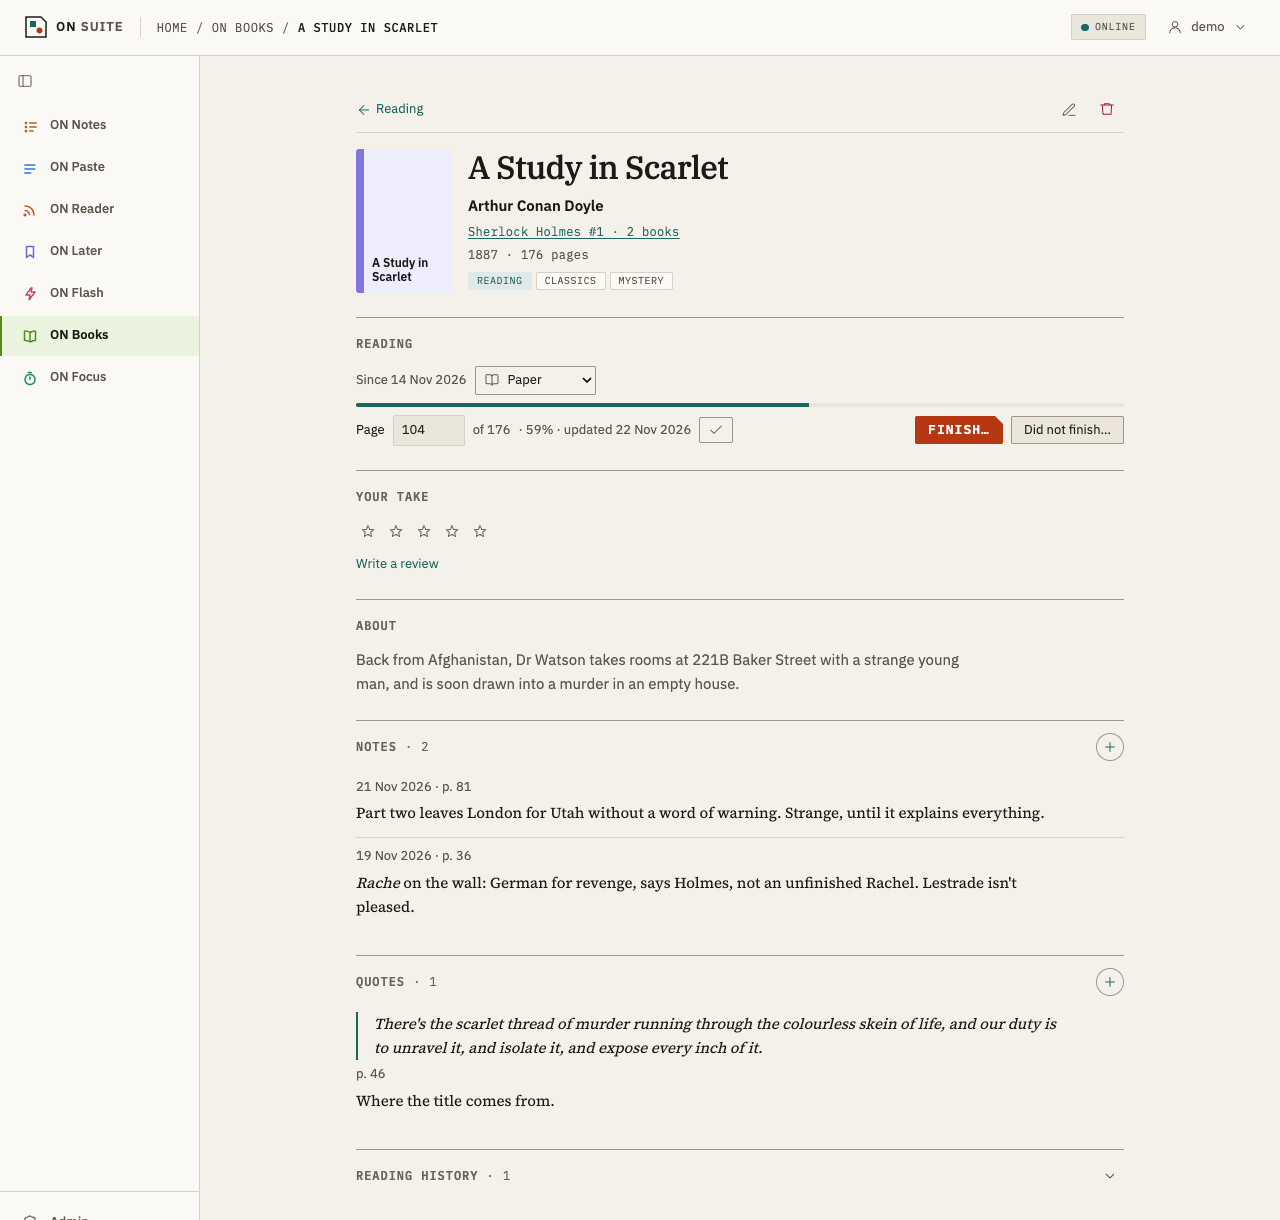 ON SUITE
HOME / ON BOOKS / A STUDY IN SCARLET
ONLINE
demo
ON Notes
ON Paste
ON Reader
ON Later
ON Flash
ON Books
ON Focus
Admin
Reading
A Study in Scarlet
A Study in Scarlet
Arthur Conan Doyle
Sherlock Holmes #1 · 2 books
1887 · 176 pages
READING CLASSICS MYSTERY
READING
Since 14 Nov 2026 Paper
Page 104 of 176 · 59% · updated 22 Nov 2026 FINISH… Did not finish…
YOUR TAKE
Write a review
ABOUT
Back from Afghanistan, Dr Watson takes rooms at 221B Baker Street with a strange young
man, and is soon drawn into a murder in an empty house.
NOTES · 2
21 Nov 2026 · p. 81
Part two leaves London for Utah without a word of warning. Strange, until it explains everything.
19 Nov 2026 · p. 36
Rache on the wall: German for revenge, says Holmes, not an unfinished Rachel. Lestrade isn't
pleased.
QUOTES · 1
There's the scarlet thread of murder running through the colourless skein of life, and our duty is
to unravel it, and isolate it, and expose every inch of it.
p. 46
Where the title comes from.
READING HISTORY · 1